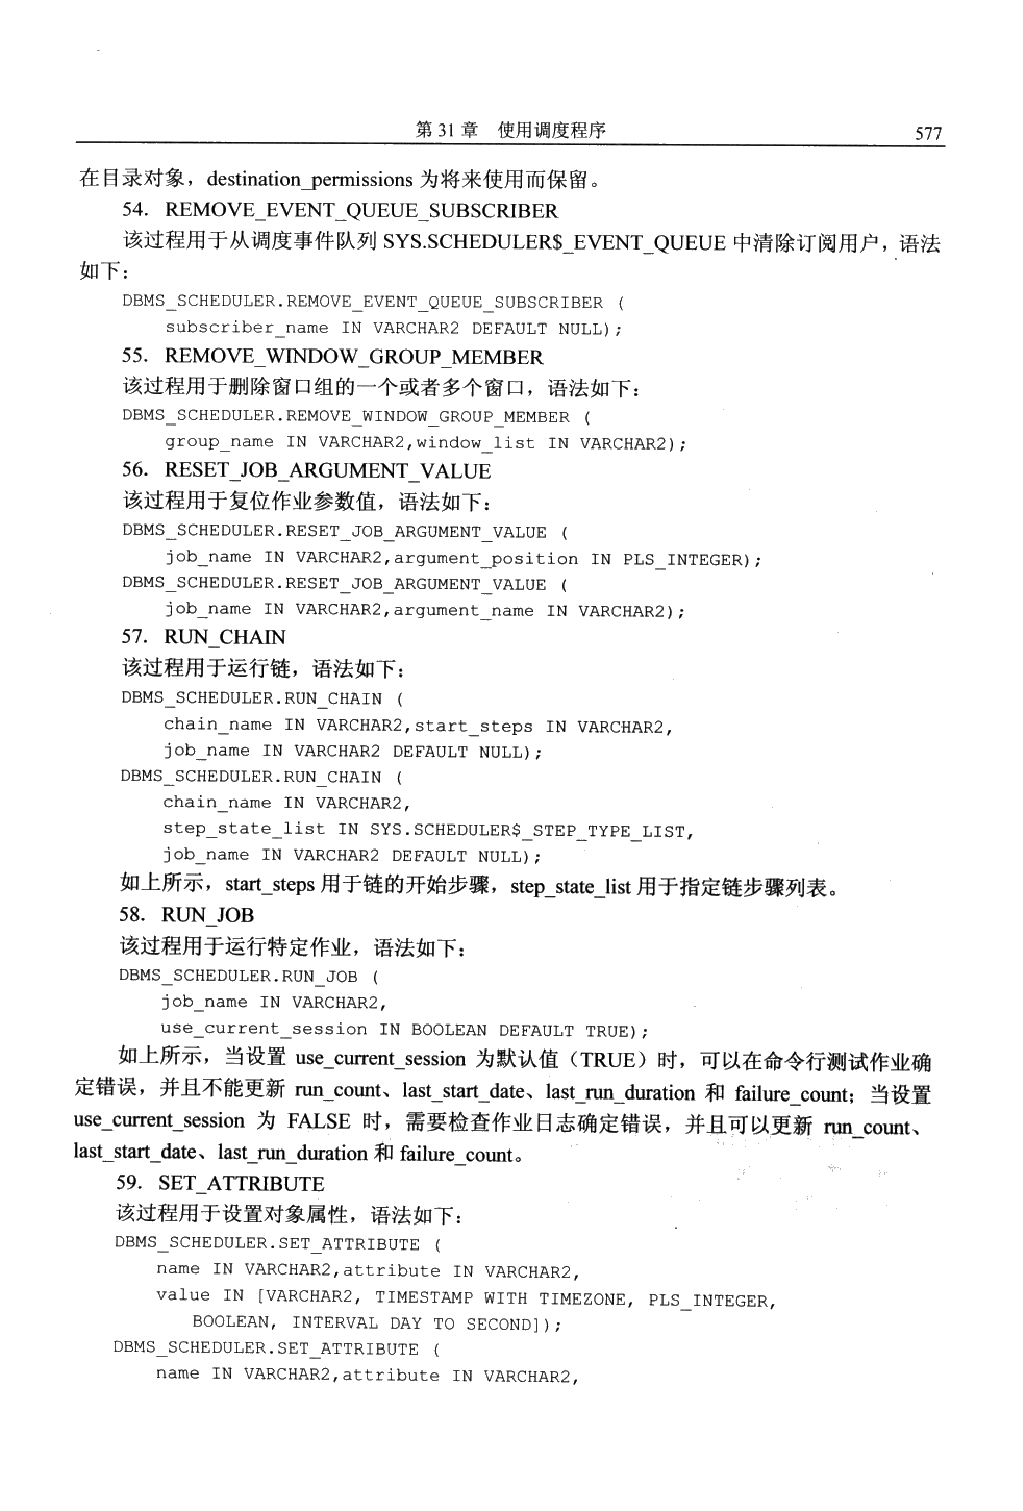 第 31 章　使用调度程序　577
在目录对象，destination_permissions 为将来使用而保留。
54．REMOVE_EVENT_QUEUE_SUBSCRIBER
该过程用于从调度事件队列 SYS.SCHEDULER$_EVENT_QUEUE 中清除订阅用户，语法
如下：
DBMS_SCHEDULER.REMOVE_EVENT_QUEUE_SUBSCRIBER (
subscriber_name IN VARCHAR2 DEFAULT NULL);
55．REMOVE_WINDOW_GROUP_MEMBER
该过程用于删除窗口组的一个或者多个窗口，语法如下：
DBMS_SCHEDULER.REMOVE_WINDOW_GROUP_MEMBER (
group_name IN VARCHAR2,window_list IN VARCHAR2);
56．RESET_JOB_ARGUMENT_VALUE
该过程用于复位作业参数值，语法如下：
DBMS_SCHEDULER.RESET_JOB_ARGUMENT_VALUE (
job_name IN VARCHAR2,argument_position IN PLS_INTEGER);
DBMS_SCHEDULER.RESET_JOB_ARGUMENT_VALUE (
job_name IN VARCHAR2,argument_name IN VARCHAR2);
57．RUN_CHAIN
该过程用于运行链，语法如下：
DBMS_SCHEDULER.RUN_CHAIN (
chain_name IN VARCHAR2,start_steps IN VARCHAR2,
job_name IN VARCHAR2 DEFAULT NULL);
DBMS_SCHEDULER.RUN_CHAIN (
chain_name IN VARCHAR2,
step_state_list IN SYS.SCHEDULER$_STEP_TYPE_LIST,
job_name IN VARCHAR2 DEFAULT NULL);
如上所示，start_steps 用于链的开始步骤，step_state_list 用于指定链步骤列表。
58．RUN_JOB
该过程用于运行特定作业，语法如下：
DBMS_SCHEDULER.RUN_JOB (
job_name IN VARCHAR2,
use_current_session IN BOOLEAN DEFAULT TRUE);
如上所示，当设置 use_current_session 为默认值（TRUE）时，可以在命令行测试作业确
定错误，并且不能更新 run_count、last_start_date、last_run_duration 和 failure_count；当设置
use_current_session 为 FALSE 时，需要检查作业日志确定错误，并且可以更新 run_count、
last_start_date、last_run_duration 和 failure_count。
59．SET_ATTRIBUTE
该过程用于设置对象属性，语法如下：
DBMS_SCHEDULER.SET_ATTRIBUTE (
name IN VARCHAR2,attribute IN VARCHAR2,
value IN [VARCHAR2, TIMESTAMP WITH TIMEZONE, PLS_INTEGER,
BOOLEAN, INTERVAL DAY TO SECOND]);
DBMS_SCHEDULER.SET_ATTRIBUTE (
name IN VARCHAR2,attribute IN VARCHAR2,